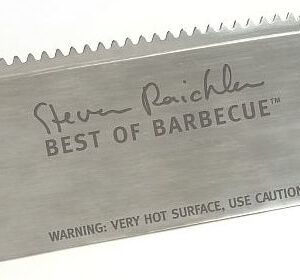 Steven Raichlen
BEST OF BARBECUE™
WARNING: VERY HOT SURFACE, USE CAUTION